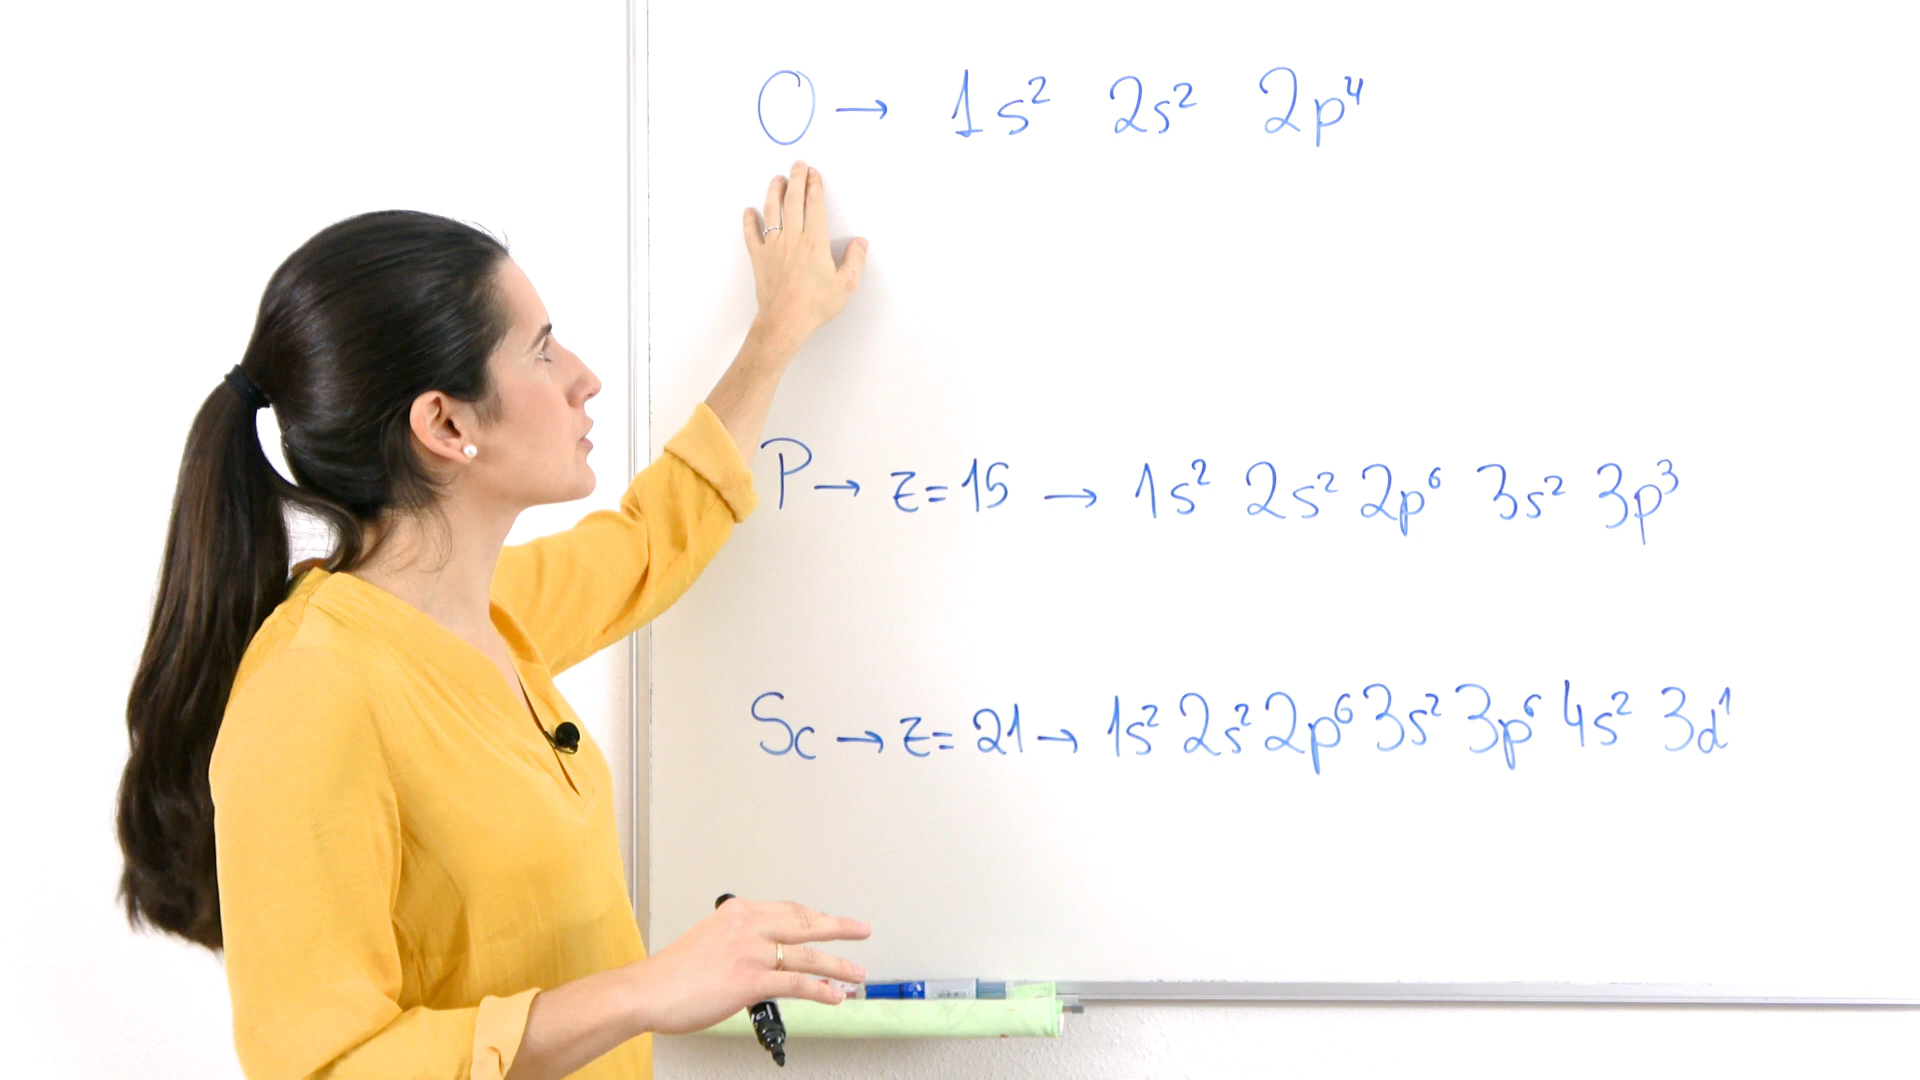 O → 1s² 2s² 2p⁴
P → z=15 → 1s² 2s² 2p⁶ 3s² 3p³
Sc → z= 21 → 1s² 2s² 2p⁶ 3s² 3p⁶ 4s² 3d¹